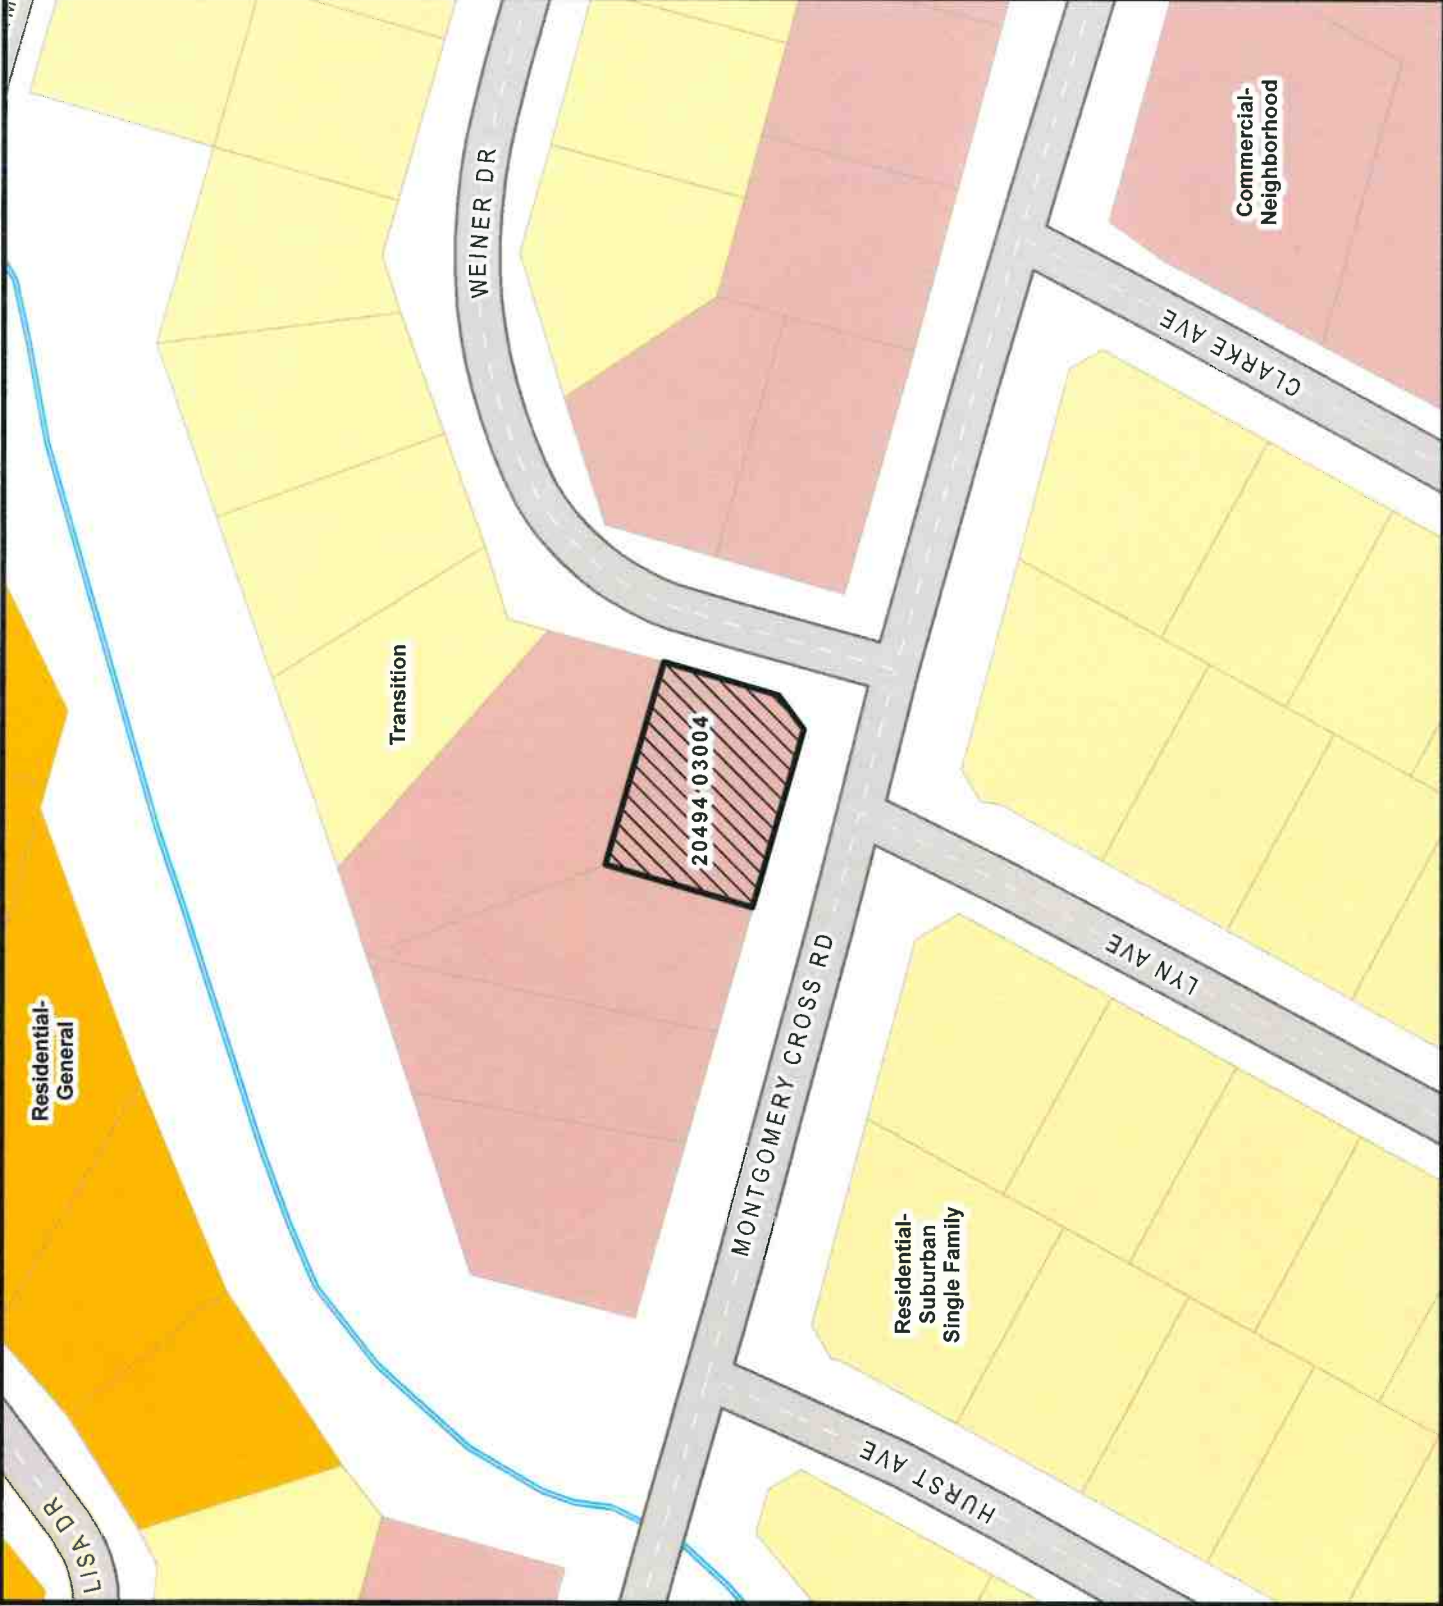 Residential-
General
LISA DR
Transition
WEINER DR
20494 03004
MONTGOMERY CROSS RD
Residential-
Suburban
Single Family
HURST AVE
LYN AVE
CLARKE AVE
Commercial-
Neighborhood